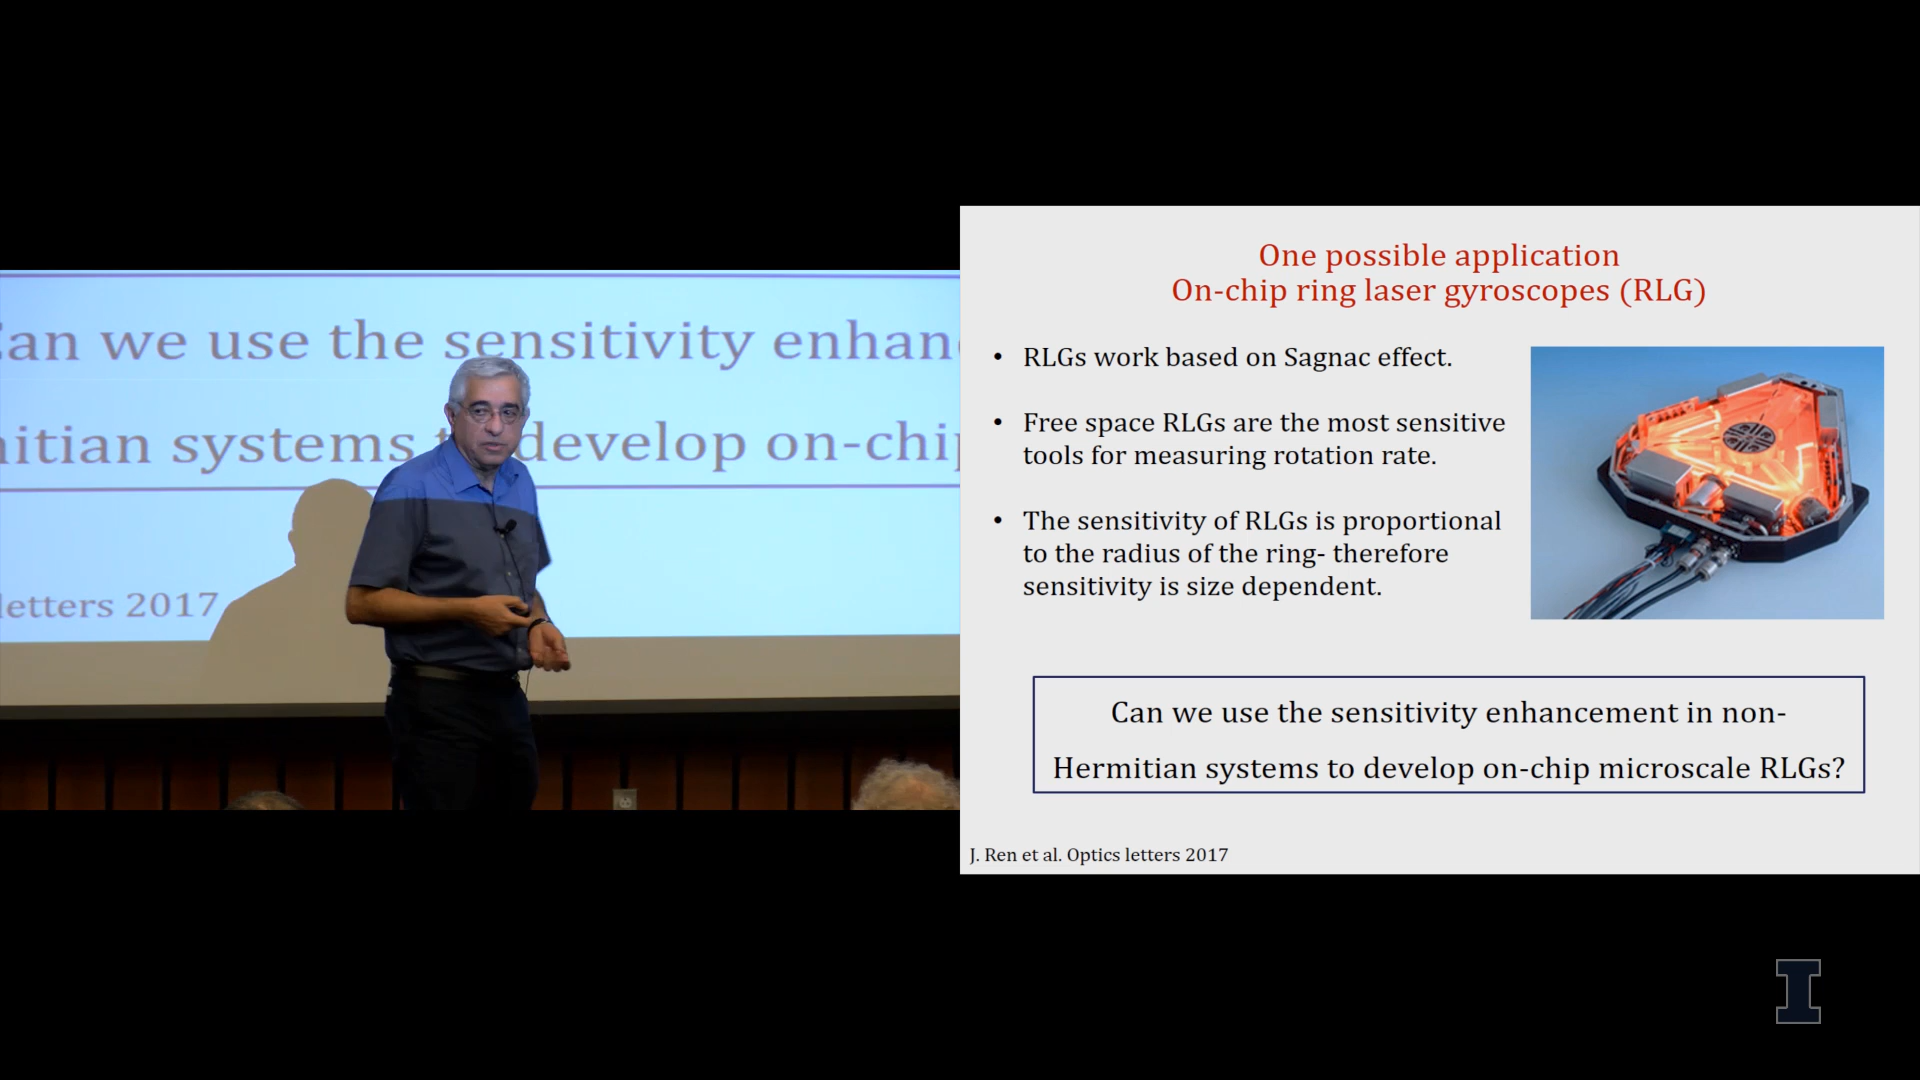 Can we use the sensitivity enhan
mitian systems to develop on-chip
letters 2017
One possible application
On-chip ring laser gyroscopes (RLG)
• RLGs work based on Sagnac effect.
• Free space RLGs are the most sensitive
tools for measuring rotation rate.
• The sensitivity of RLGs is proportional
to the radius of the ring- therefore
sensitivity is size dependent.
Can we use the sensitivity enhancement in non-
Hermitian systems to develop on-chip microscale RLGs?
J. Ren et al. Optics letters 2017
I